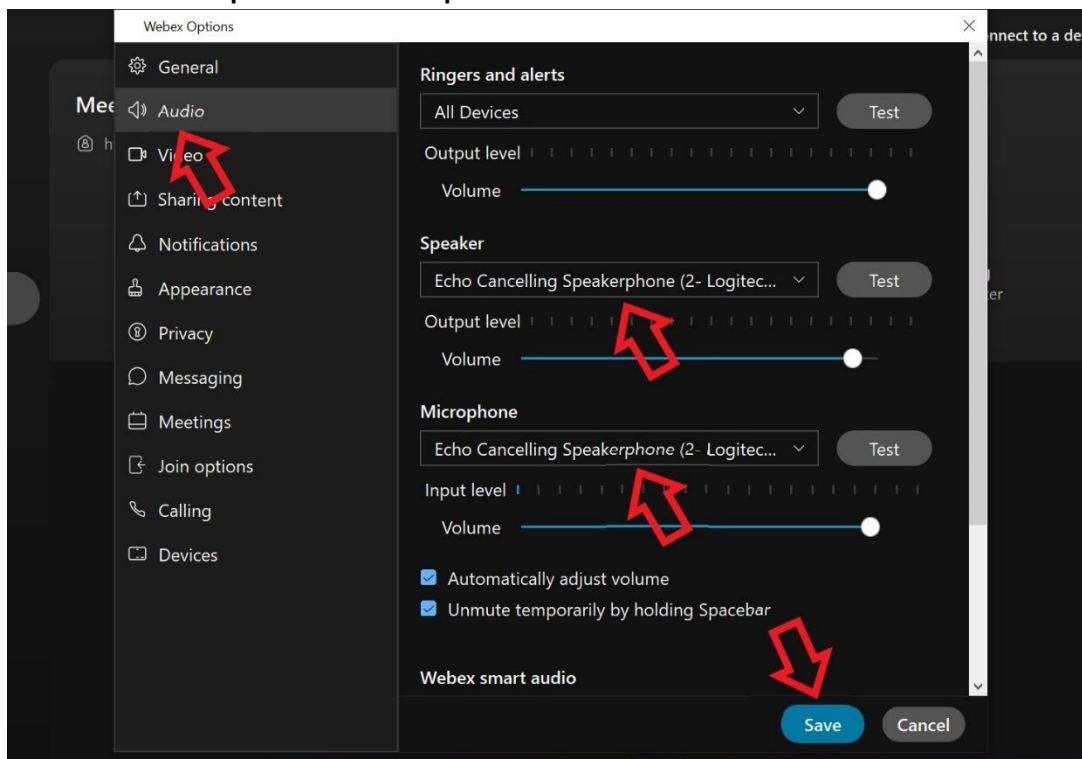 Webex Options
nnect to a de
General
Audio
Video
Sharing content
Notifications
Appearance
Privacy
Messaging
Meetings
Join options
Calling
Devices
Mee
h
Ringers and alerts
All Devices
Test
Output level
Volume
Speaker
Echo Cancelling Speakerphone (2- Logitec...
Test
Output level
Volume
Microphone
Echo Cancelling Speakerphone (2- Logitec...
Test
Input level
Volume
Automatically adjust volume
Unmute temporarily by holding Spacebar
Webex smart audio
Save
Cancel
er